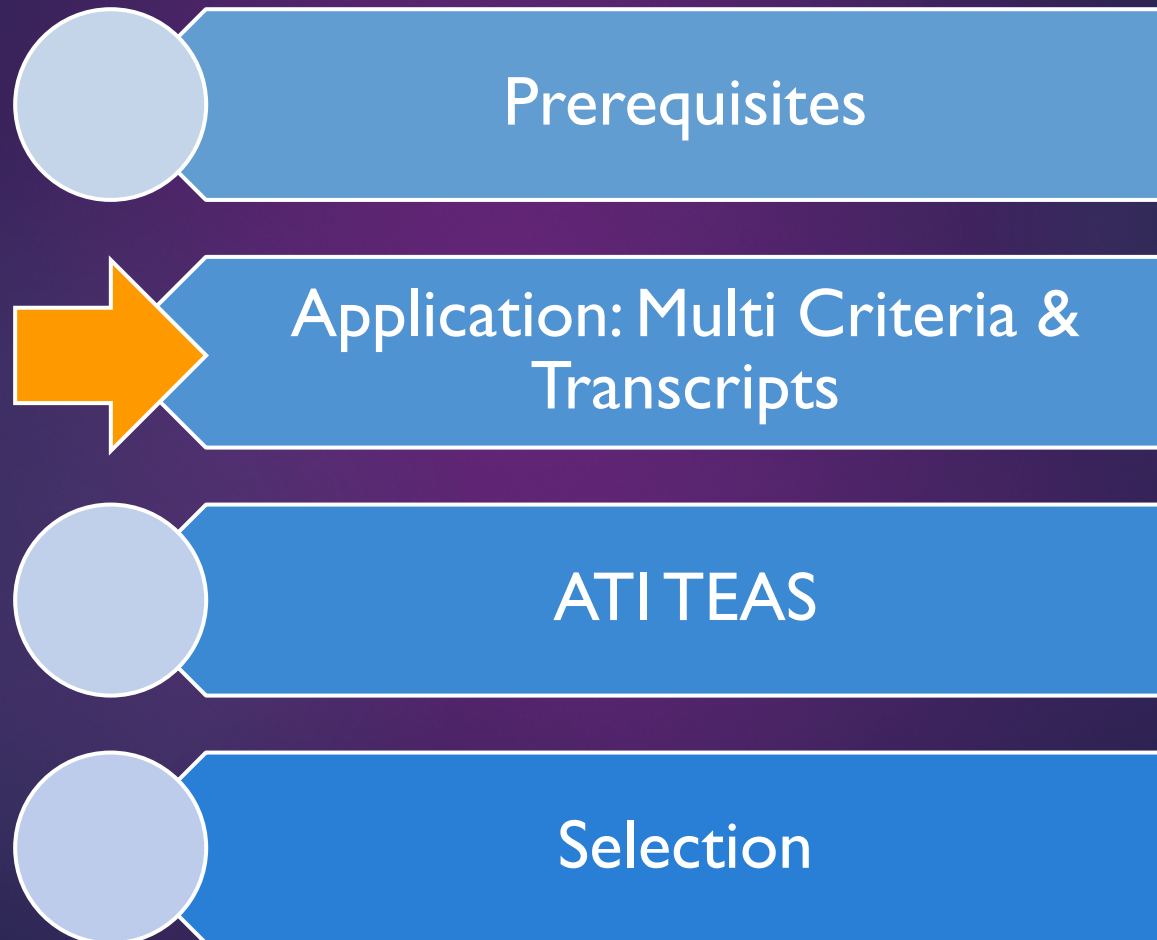 Prerequisites
Application: Multi Criteria &
Transcripts
ATI TEAS
Selection